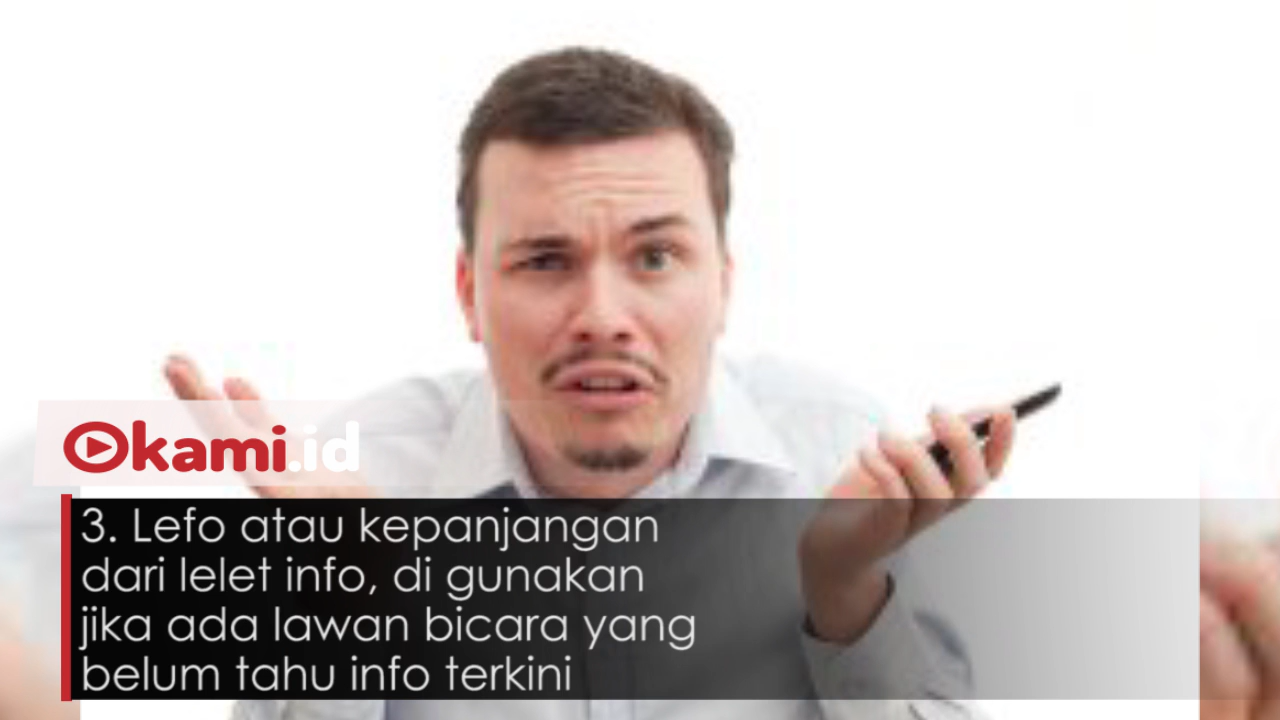 Okami.id
3. Lefo atau kepanjangan
dari lelet info, di gunakan
jika ada lawan bicara yang
belum tahu info terkini